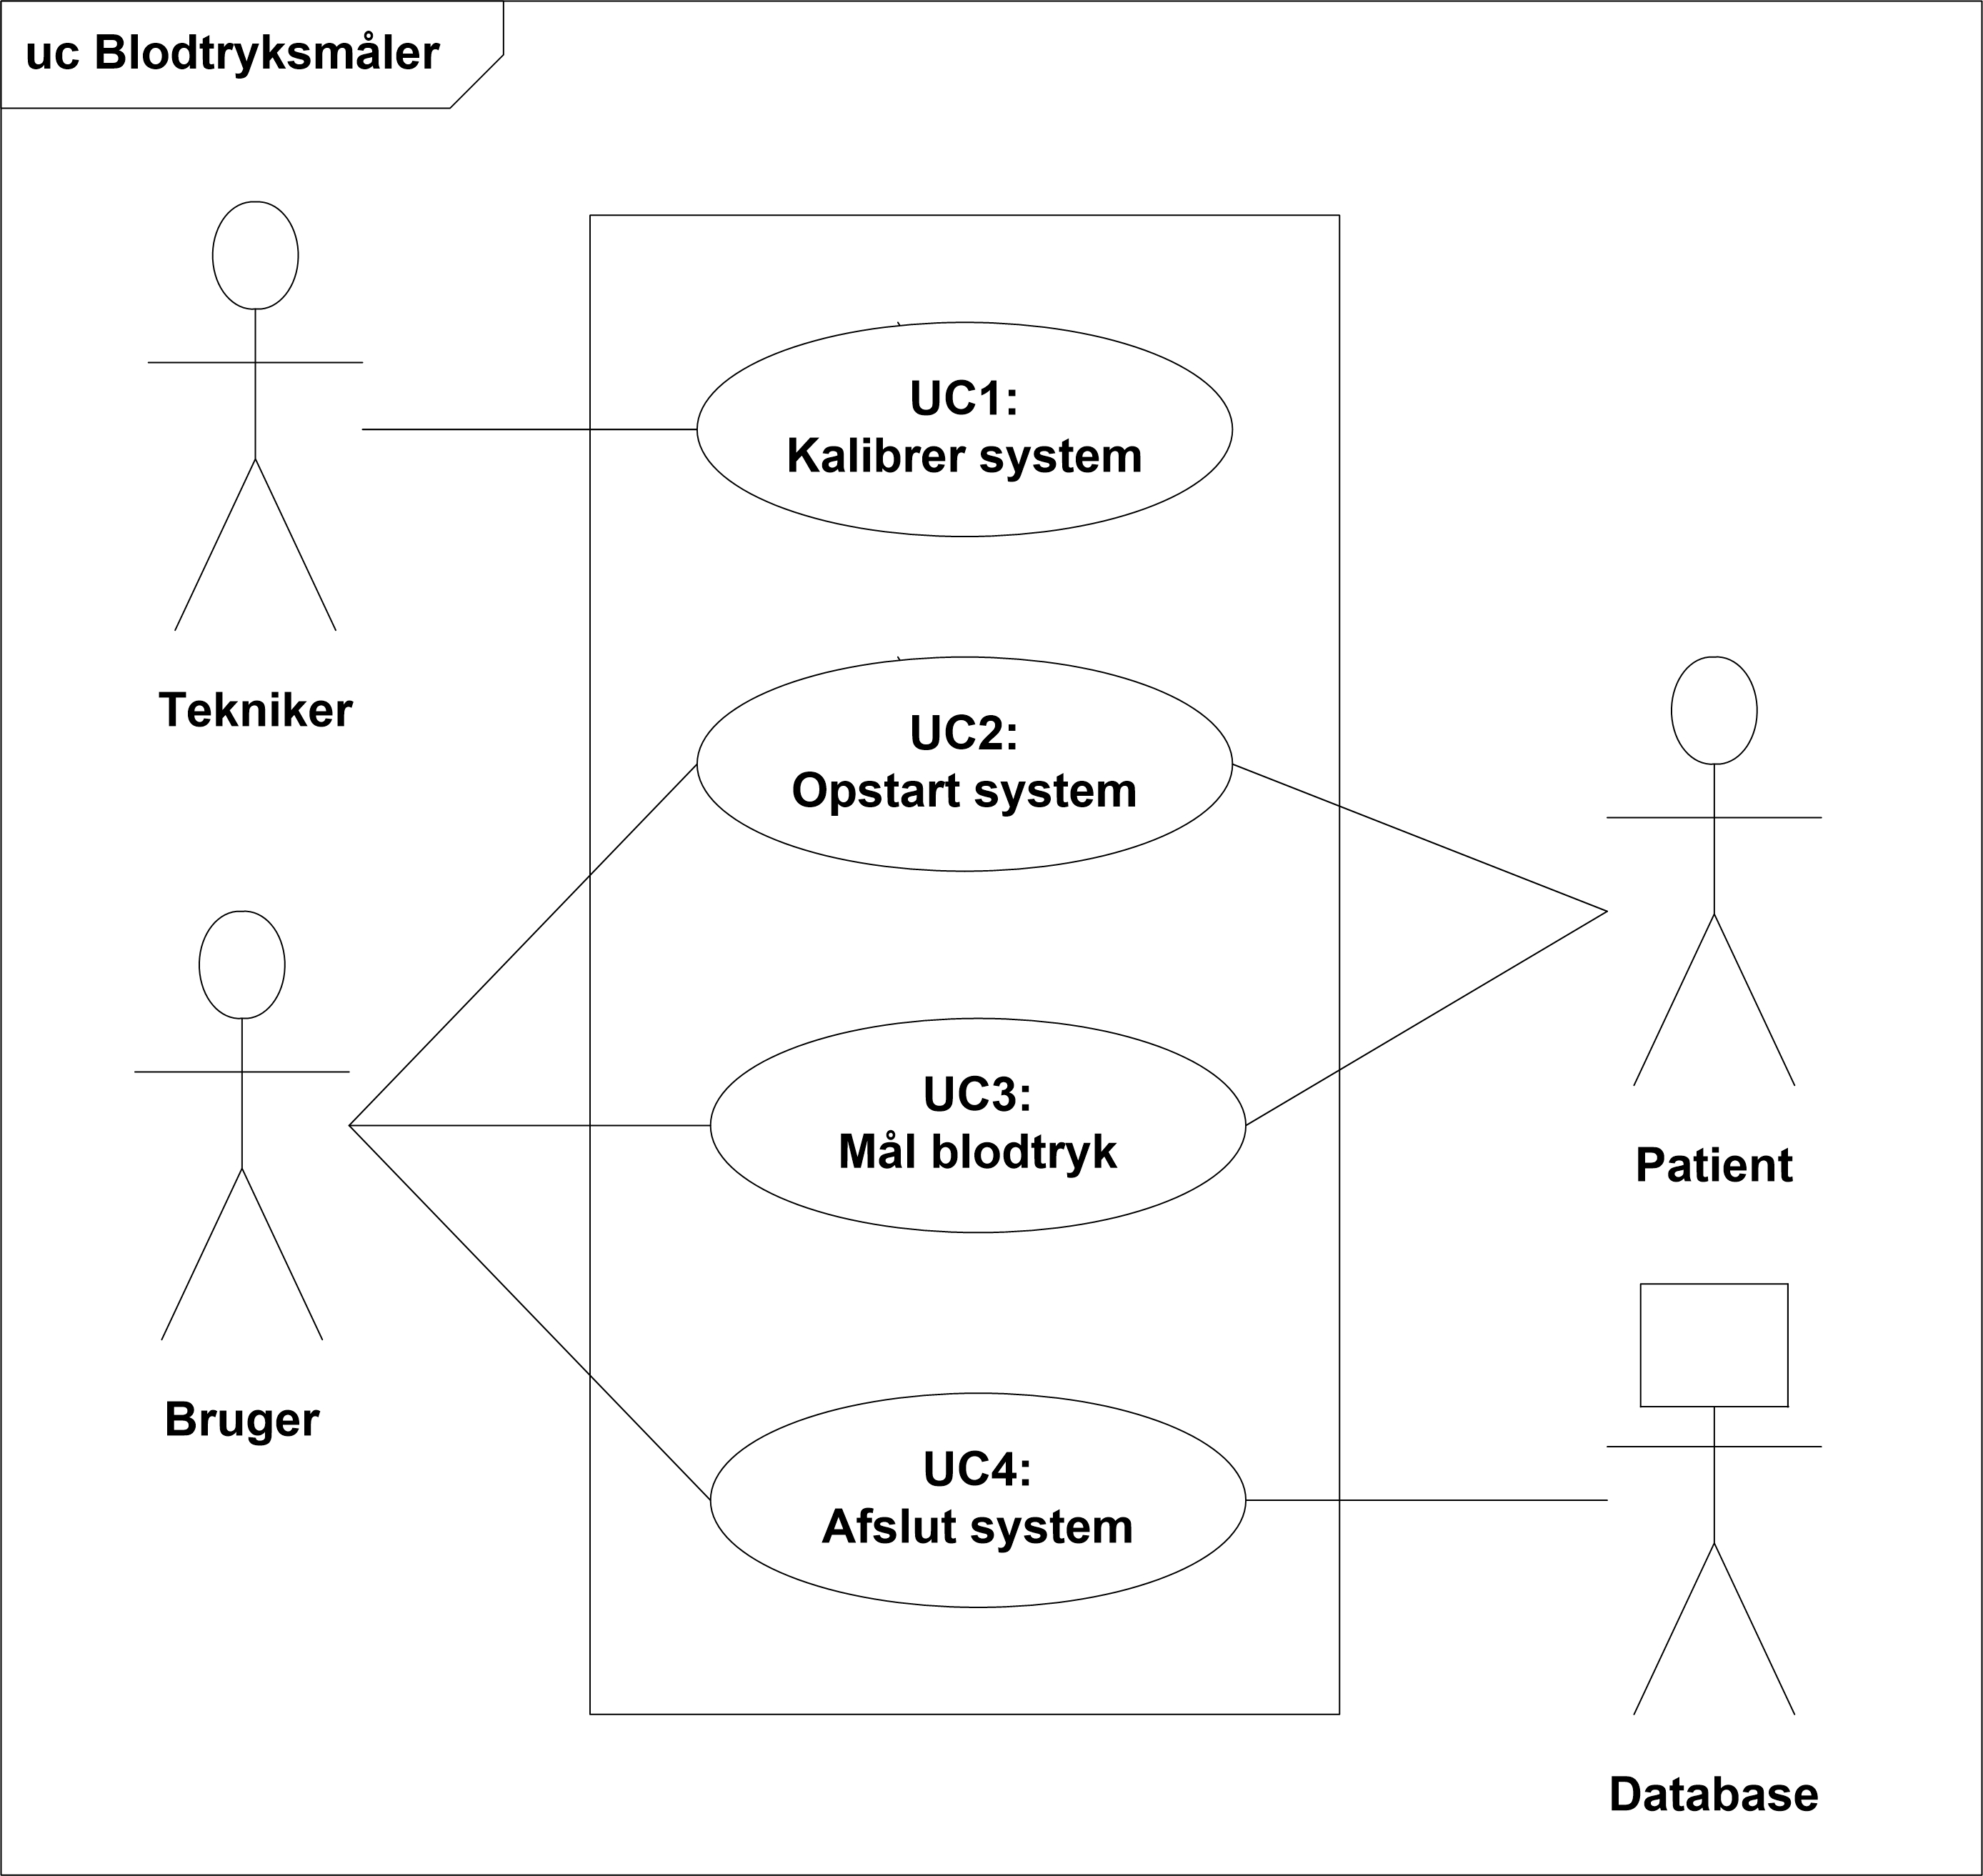 uc Blodtryksmåler
UC1:
Kalibrer system
Tekniker
UC2:
Opstart system
UC3:
Mål blodtryk
Patient
Bruger
UC4:
Afslut system
Database